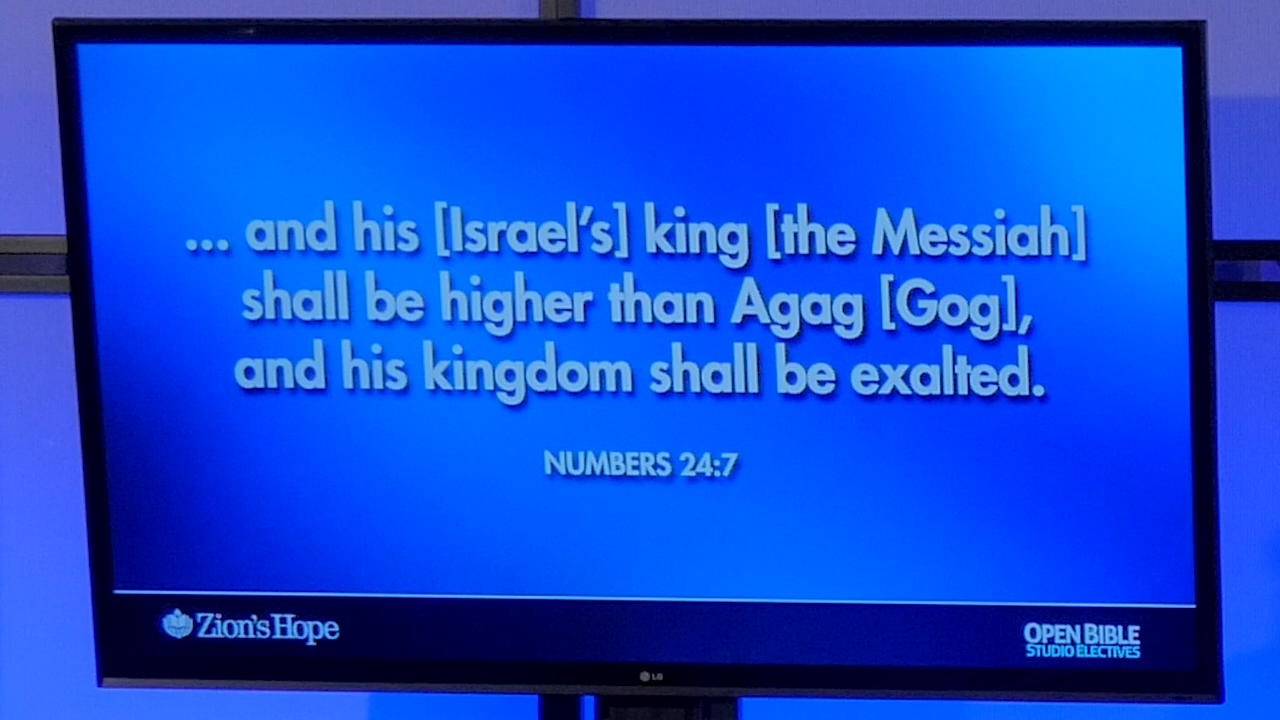 ... and his [Israel's] king [the Messiah]
shall be higher than Agag [Gog],
and his kingdom shall be exalted.
NUMBERS 24:7
Zion's Hope
OPEN BIBLE
STUDIO ELECTIVES
LG